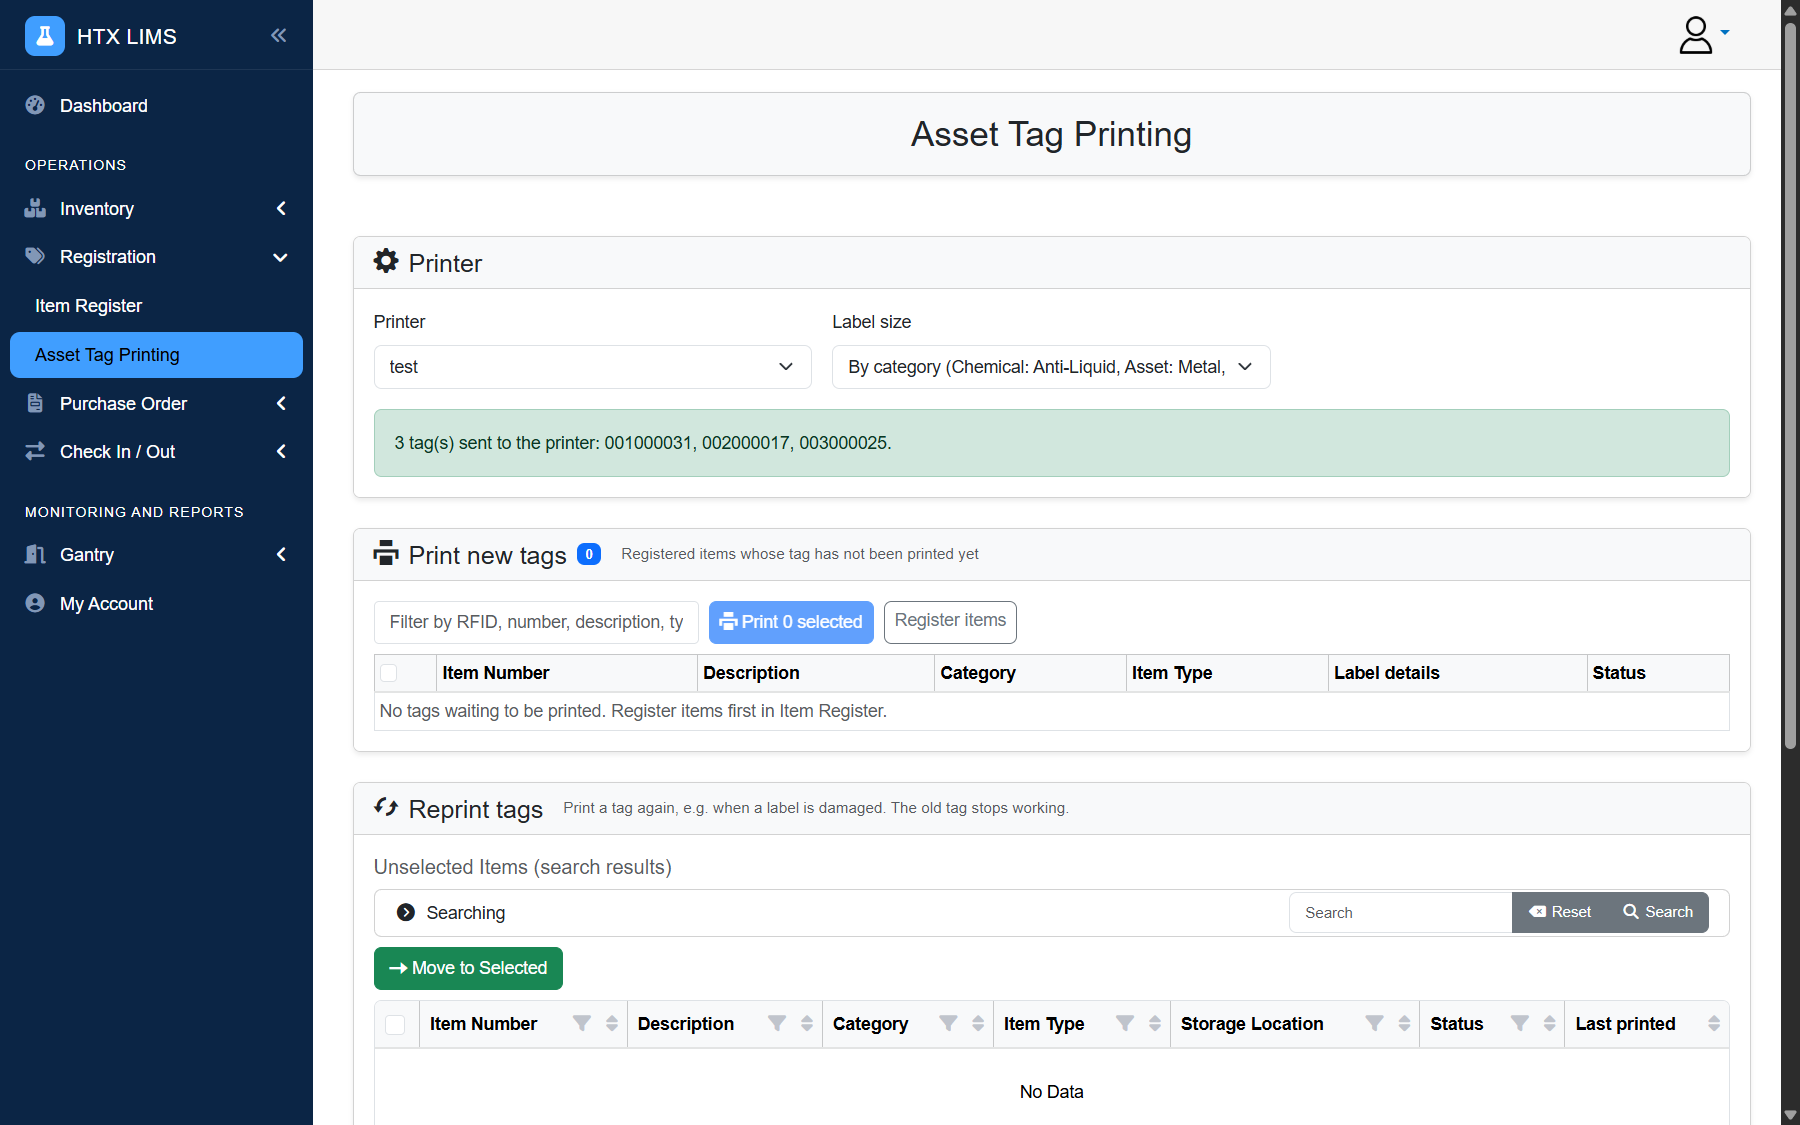 HTX LIMS
Dashboard
OPERATIONS
Inventory
Registration
Item Register
Asset Tag Printing
Purchase Order
Check In / Out
MONITORING AND REPORTS
Gantry
My Account
Asset Tag Printing
Printer
Printer
Label size
test
By category (Chemical: Anti-Liquid, Asset: Metal,
3 tag(s) sent to the printer: 001000031, 002000017, 003000025.
Print new tags 0 Registered items whose tag has not been printed yet
Filter by RFID, number, description, ty
Print 0 selected
Register items
Item Number Description Category Item Type Label details Status
No tags waiting to be printed. Register items first in Item Register.
Reprint tags Print a tag again, e.g. when a label is damaged. The old tag stops working.
Unselected Items (search results)
Searching
Search
Reset
Search
Move to Selected
Item Number Description Category Item Type Storage Location Status Last printed
No Data